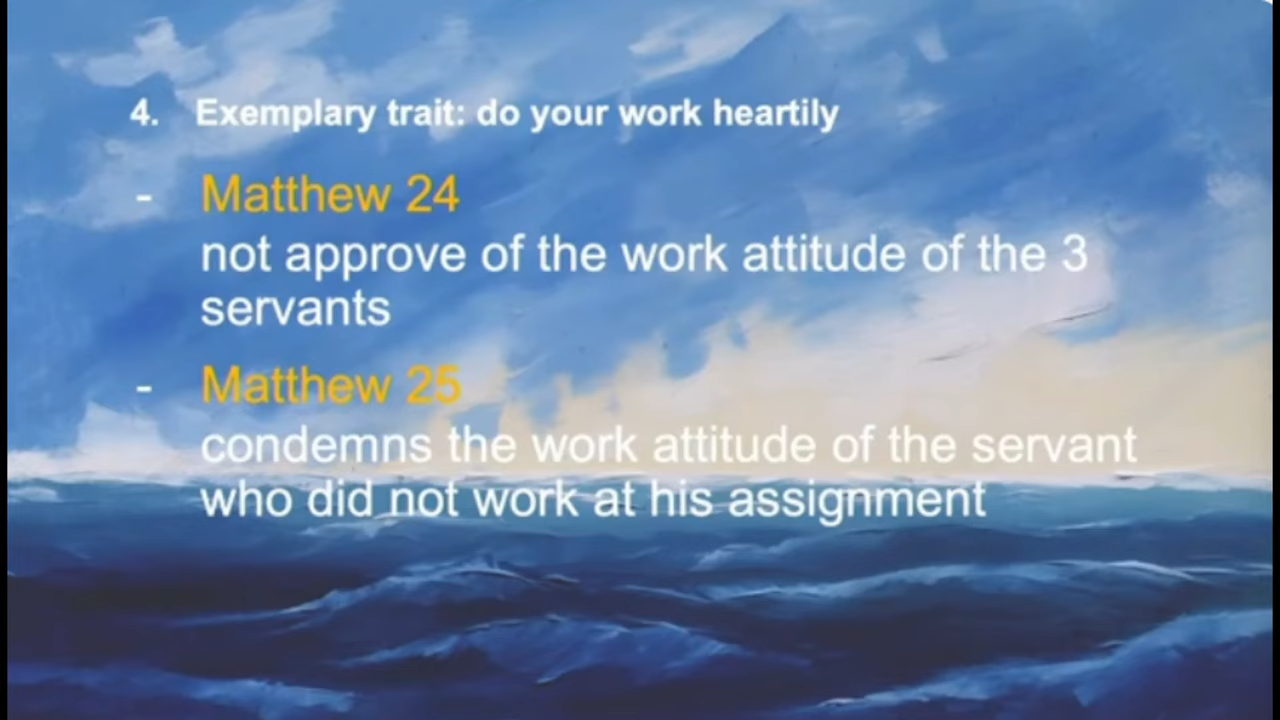 4. Exemplary trait: do your work heartily
- Matthew 24
not approve of the work attitude of the 3
servants
- Matthew 25
condemns the work attitude of the servant
who did not work at his assignment